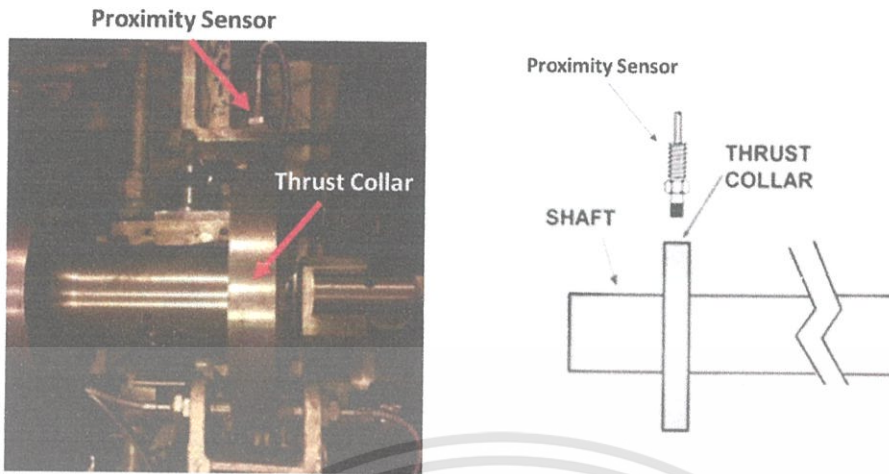 Proximity Sensor
Thrust Collar
Proximity Sensor
THRUST
COLLAR
SHAFT